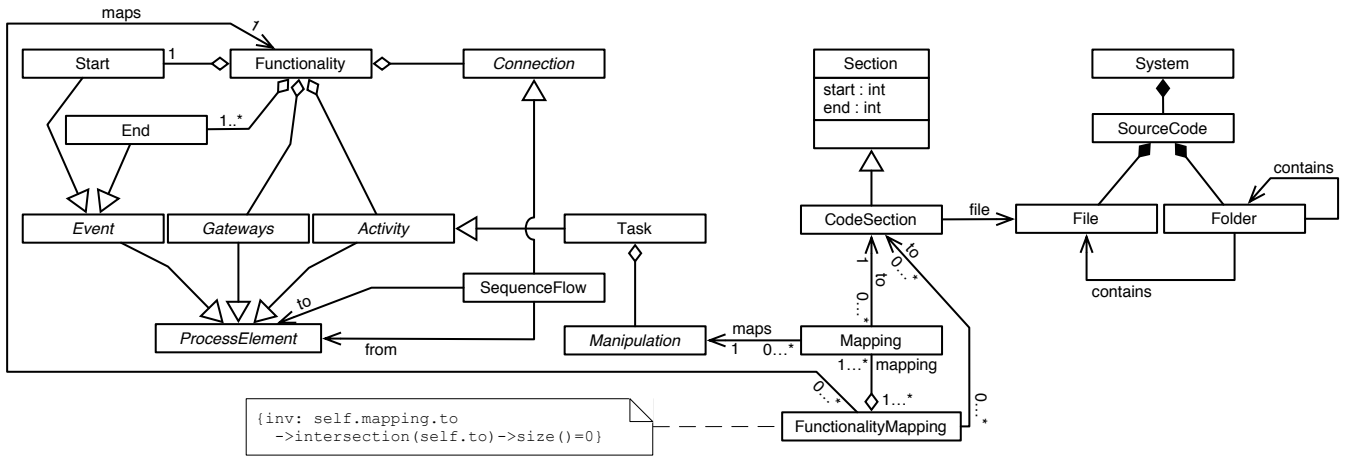 maps
1
Start
1
Functionality
Connection
Section
start : int
end : int
System
End
1..*
SourceCode
contains
Event
Gateways
Activity
Task
CodeSection
file
File
Folder
1
to
to
0...*
SequenceFlow
to
contains
0...*
ProcessElement
from
Manipulation
maps
1
0...*
Mapping
1...*
mapping
0...*
1...*
0...*
{inv: self.mapping.to
->intersection(self.to)->size()=0}
FunctionalityMapping